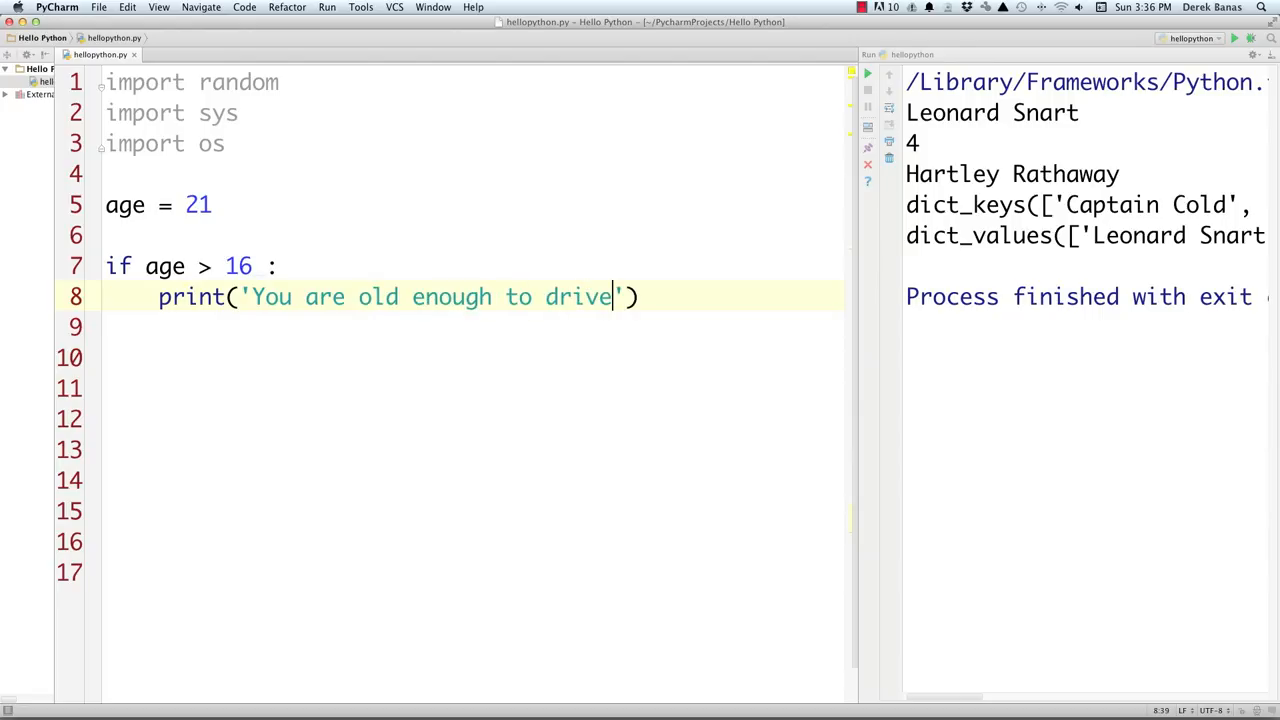 PyCharm File Edit View Navigate Code Refactor Run Tools VCS Window Help 10 Sun 3:36 PM Derek Banas
hellopython.py – Hello Python – [~/PycharmProjects/Hello Python]
Hello Python hellopython.py hellopython
hellopython.py Run hellopython
Hello P
hell
Externa
1 import random
2 import sys
3 import os
4
5 age = 21
6
7 if age > 16 :
8 print('You are old enough to drive')
9
10
11
12
13
14
15
16
17
/Library/Frameworks/Python.
Leonard Snart
4
Hartley Rathaway
dict_keys(['Captain Cold',
dict_values(['Leonard Snart
Process finished with exit
8:39 LF UTF-8